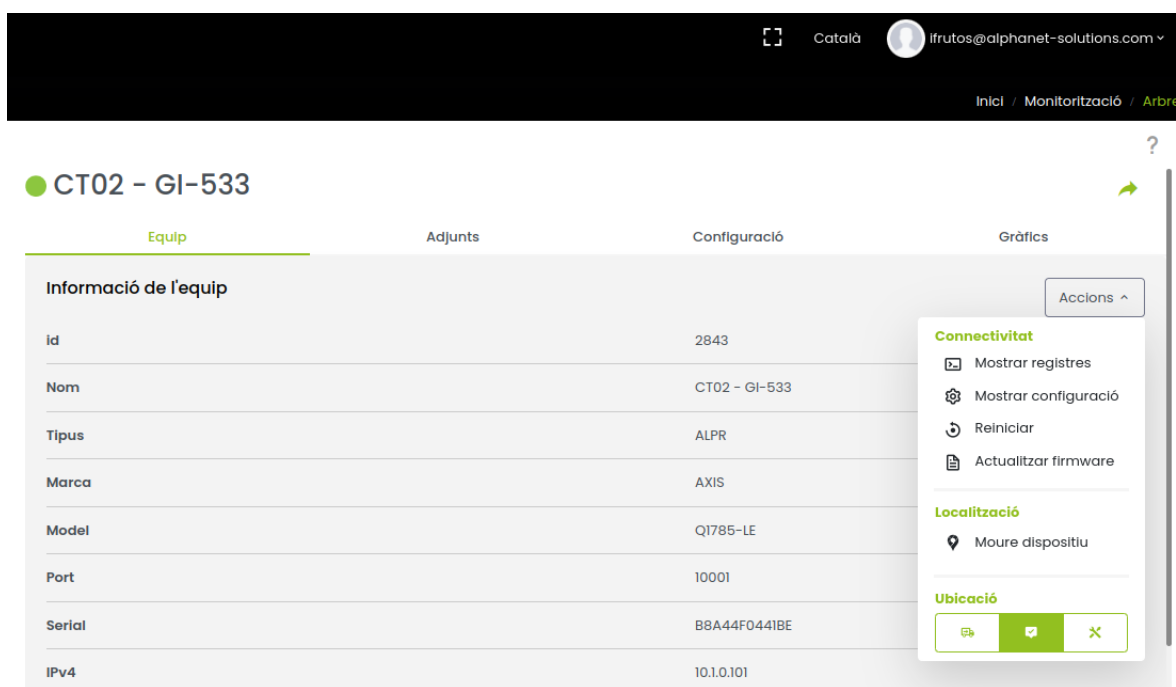 Català
ifrutos@alphanet-solutions.com
Inici / Monitorització / Arbre
?
CT02 - GI-533
Equip Adjunts Configuració Gràfics
Informació de l'equip
Accions
id 2843
Nom CT02 - GI-533
Tipus ALPR
Marca AXIS
Model Q1785-LE
Port 10001
Serial B8A44F0441BE
IPv4 10.1.0.101
Connectivitat
Mostrar registres
Mostrar configuració
Reiniciar
Actualitzar firmware
Localització
Moure dispositiu
Ubicació